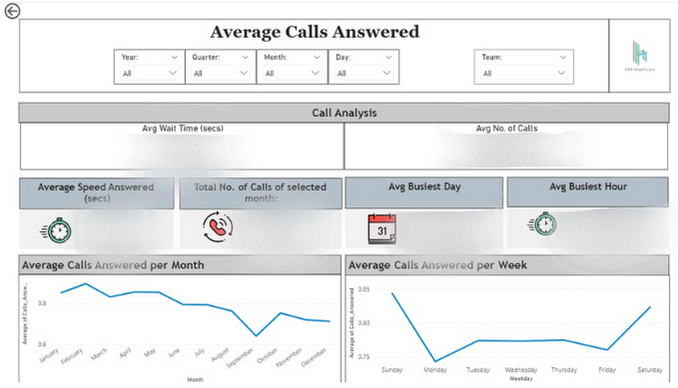 Average Calls Answered
Year: Quarter: Month: Day: Team:
All All All All All
Call Analysis
Avg Wait Time (secs) Avg No. of Calls
Average Speed Answered (secs)
Total No. of Calls of selected month:
Avg Busiest Day
Avg Busiest Hour
31
Average Calls Answered per Month
Average of Calls_Answe...
0.8
0.6
January February March April May June July August September October November December
Month
Average Calls Answered per Week
Average of Calls_Answered
0.85
0.80
0.75
Sunday Monday Tuesday Wednesday Thursday Friday Saturday
Weekday